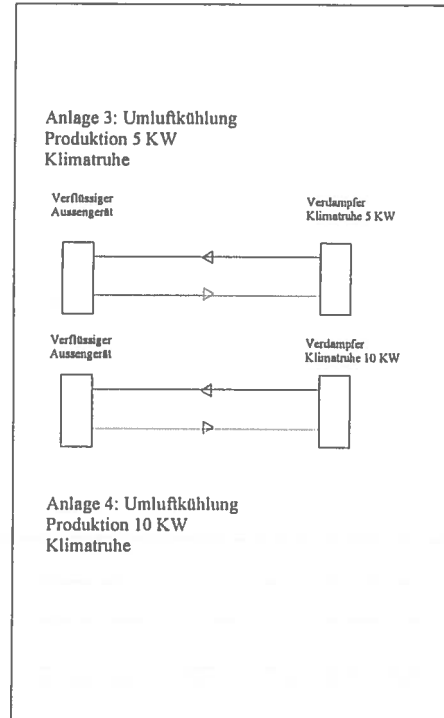 Anlage 3: Umluftkühlung
Produktion 5 KW
Klimatruhe
Verflüssiger
Aussengerät
Verdampfer
Klimatruhe 5 KW
Verflüssiger
Aussengerät
Verdampfer
Klimatruhe 10 KW
Anlage 4: Umluftkühlung
Produktion 10 KW
Klimatruhe